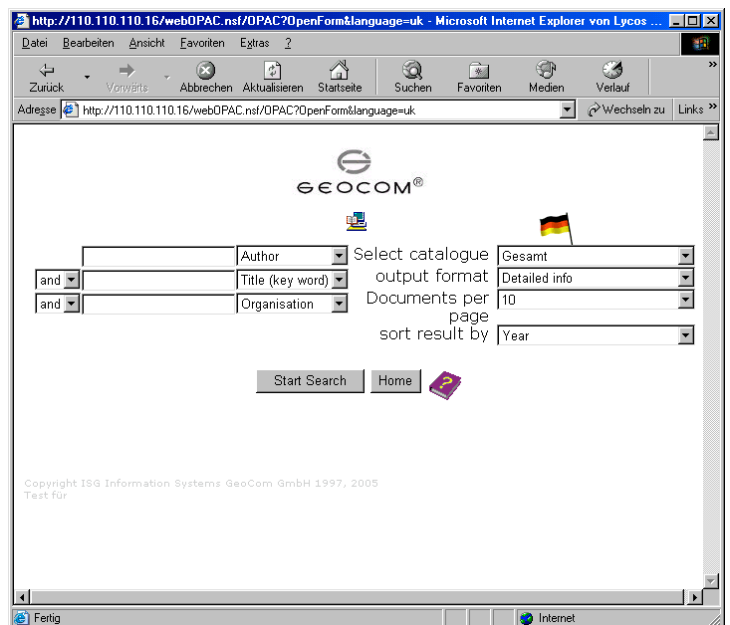 http://110.110.110.16/webOPAC.nsf/OPAC?OpenForm&language=uk - Microsoft Internet Explorer von Lycos ...
Datei Bearbeiten Ansicht Favoriten Extras ?
Zurück Vorwärts Abbrechen Aktualisieren Startseite Suchen Favoriten Medien Verlauf »
Adresse http://110.110.110.16/webOPAC.nsf/OPAC?OpenForm&language=uk Wechseln zu Links »
GEOCOM®
Author Select catalogue Gesamt
and Title (key word) output format Detailed info
and Organisation Documents per page 10
sort result by Year
Start Search Home ?
Copyright ISG Information Systems GeoCom GmbH 1997, 2005
Test für
Fertig Internet